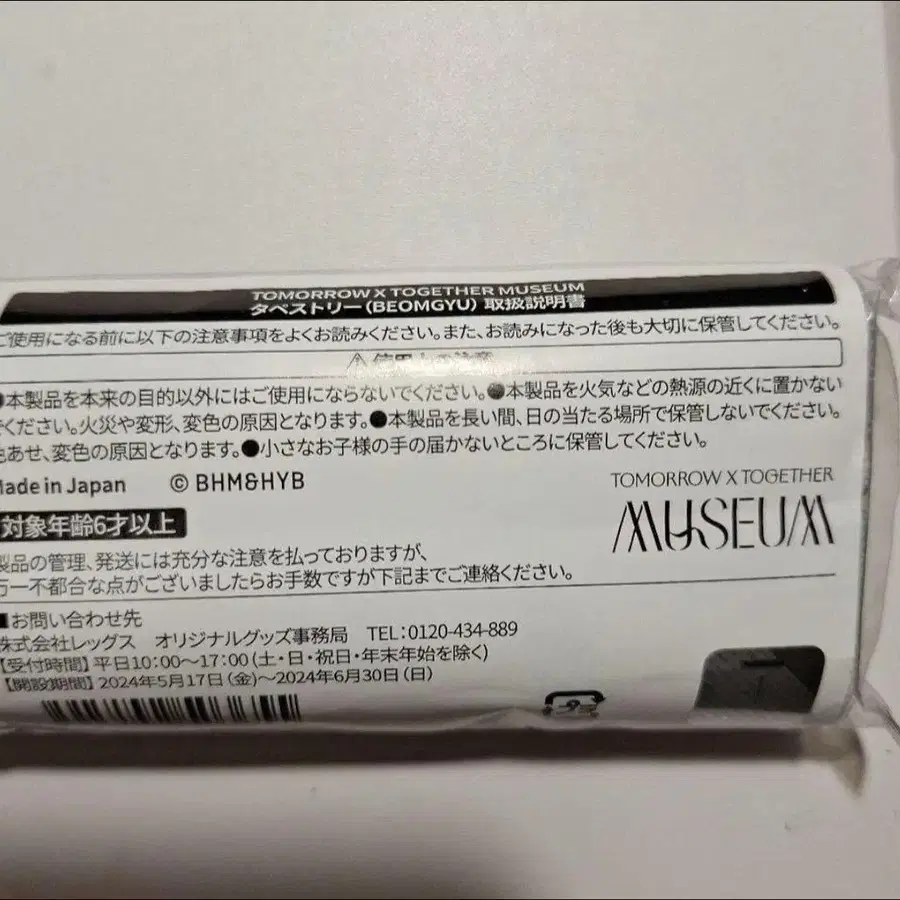 TOMORROW X TOGETHER MUSEUM
タペストリー(BEOMGYU) 取扱説明書
ご使用になる前に以下の注意事項をよくお読みください。また、お読みになった後も大切に保管してください。
⚠使用上の注意
●本製品を本来の目的以外にはご使用にならないでください。●本製品を火気などの熱源の近くに置かない
でください。火災や変形、変色の原因となります。●本製品を長い間、日の当たる場所で保管しないでください。
色あせ、変色の原因となります。●小さなお子様の手の届かないところに保管してください。
Made in Japan © BHM&HYB
TOMORROW X TOGETHER
MUSEUM
対象年齢6才以上
製品の管理、発送には充分な注意を払っておりますが、
万一不都合な点がございましたらお手数ですが下記までご連絡ください。
■お問い合わせ先
株式会社レッグス オリジナルグッズ事務局 TEL:0120-434-889
【受付時間】平日10:00〜17:00(土・日・祝日・年末年始を除く)
【開設期間】2024年5月17日(金)〜2024年6月30日(日)
プラ